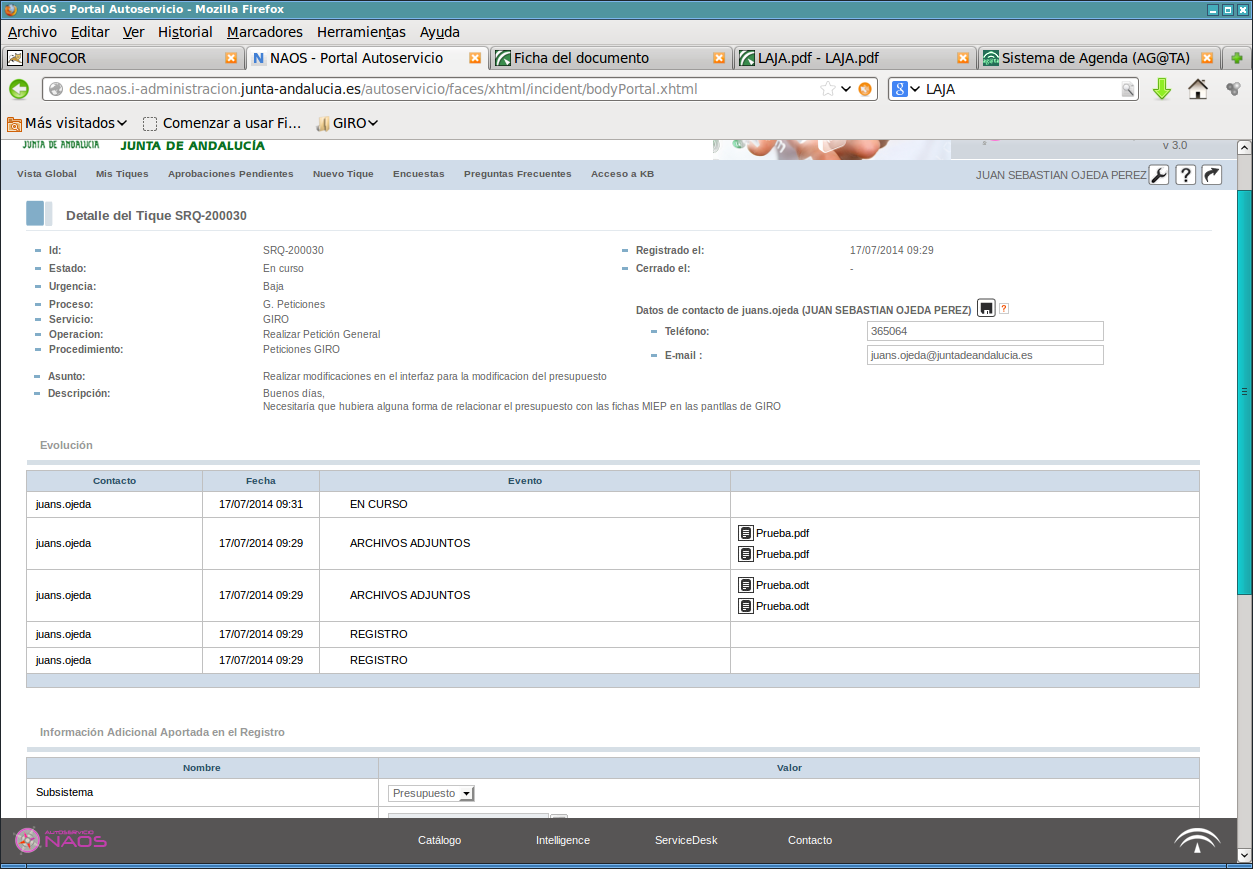 NAOS - Portal Autoservicio - Mozilla Firefox
Archivo Editar Ver Historial Marcadores Herramientas Ayuda
INFOCOR NAOS - Portal Autoservicio Ficha del documento LAJA.pdf - LAJA.pdf Sistema de Agenda (AG@TA)
des.naos.i-administracion.junta-andalucia.es/autoservicio/faces/xhtml/incident/bodyPortal.xhtml LAJA
Más visitados Comenzar a usar Fi... GIRO
JUNTA DE ANDALUCIA JUNTA DE ANDALUCÍA v 3.0
Vista Global Mis Tiques Aprobaciones Pendientes Nuevo Tique Encuestas Preguntas Frecuentes Acceso a KB JUAN SEBASTIAN OJEDA PEREZ
Detalle del Tique SRQ-200030
Id: SRQ-200030 Registrado el: 17/07/2014 09:29
Estado: En curso Cerrado el: -
Urgencia: Baja
Proceso: G. Peticiones
Datos de contacto de juans.ojeda (JUAN SEBASTIAN OJEDA PEREZ) ?
Servicio: GIRO
Operacion: Realizar Petición General Teléfono: 365064
Procedimiento: Peticiones GIRO E-mail : juans.ojeda@juntadeandalucia.es
Asunto: Realizar modificaciones en el interfaz para la modificacion del presupuesto
Descripción: Buenos días,
Necesitaría que hubiera alguna forma de relacionar el presupuesto con las fichas MIEP en las pantllas de GIRO
Evolución
Contacto Fecha Evento
juans.ojeda 17/07/2014 09:31 EN CURSO
juans.ojeda 17/07/2014 09:29 ARCHIVOS ADJUNTOS Prueba.pdf
Prueba.pdf
juans.ojeda 17/07/2014 09:29 ARCHIVOS ADJUNTOS Prueba.odt
Prueba.odt
juans.ojeda 17/07/2014 09:29 REGISTRO
juans.ojeda 17/07/2014 09:29 REGISTRO
Información Adicional Aportada en el Registro
Nombre Valor
Subsistema Presupuesto
AUTOSERVICIO
NAOS Catálogo Intelligence ServiceDesk Contacto